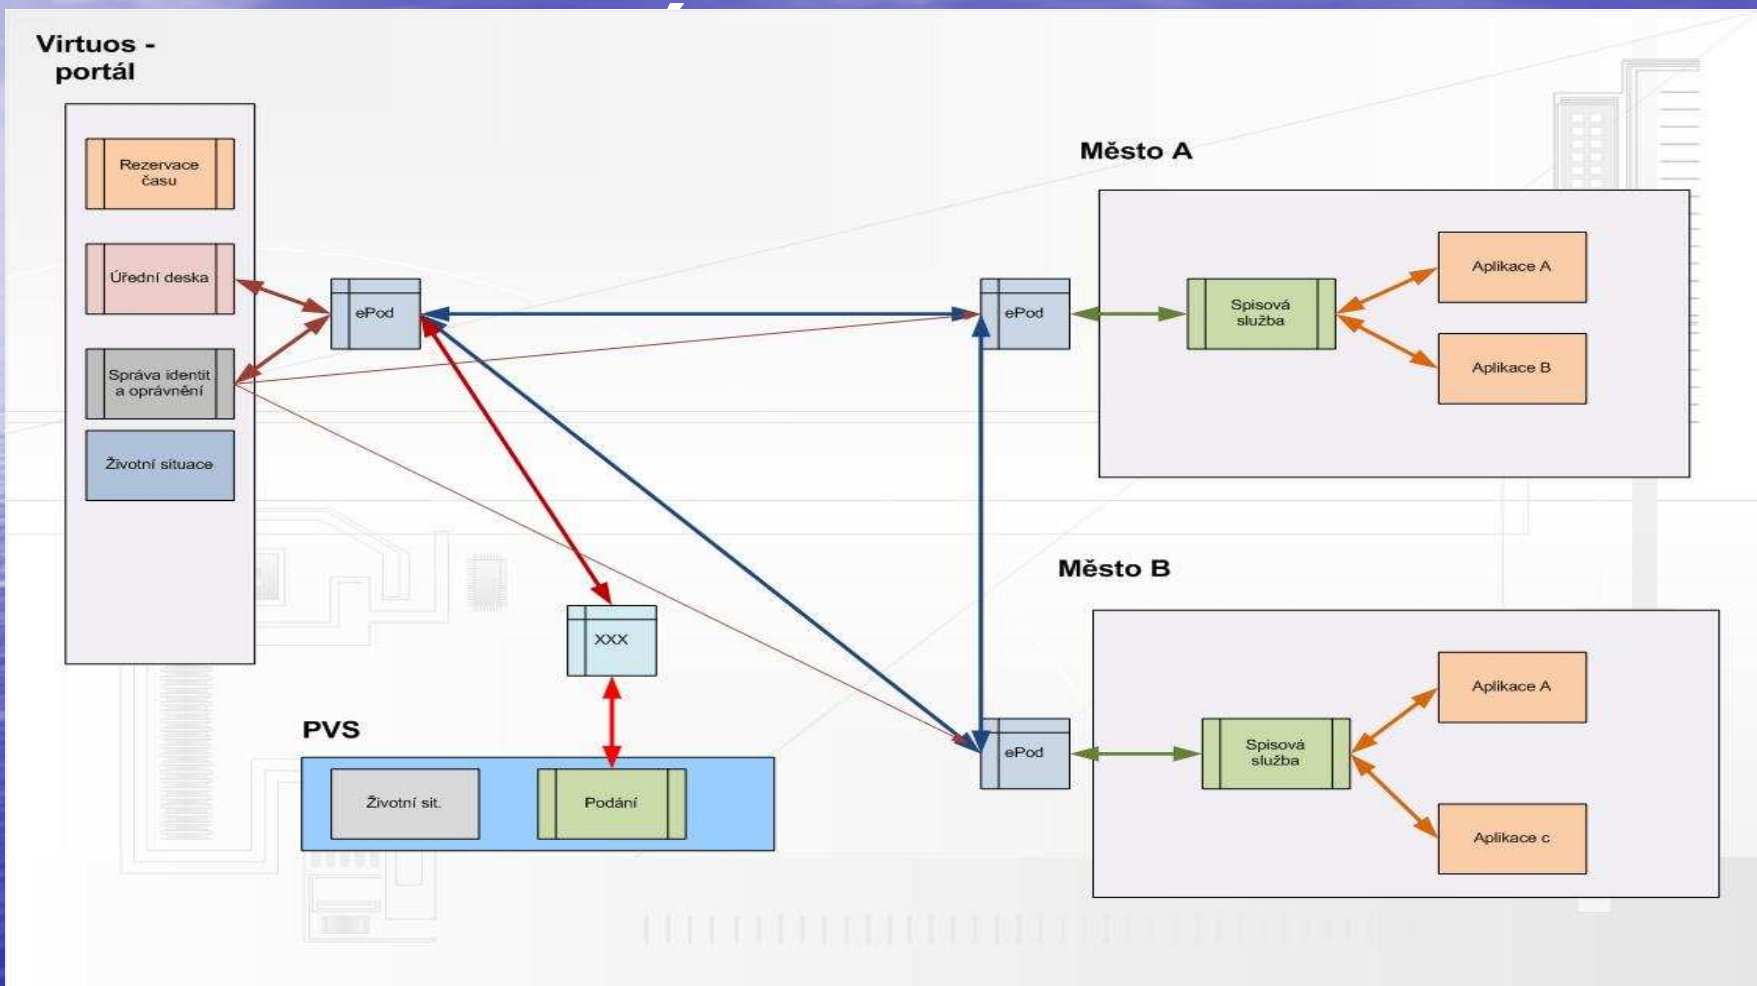 Virtuos -
portál
Rezervace
času
Úřední deska
Správa identit
a oprávnění
Životní situace
ePod
XXX
PVS
Životní sit.
Podání
Město A
ePod
Spisová
služba
Aplikace A
Aplikace B
Město B
ePod
Spisová
služba
Aplikace A
Aplikace c